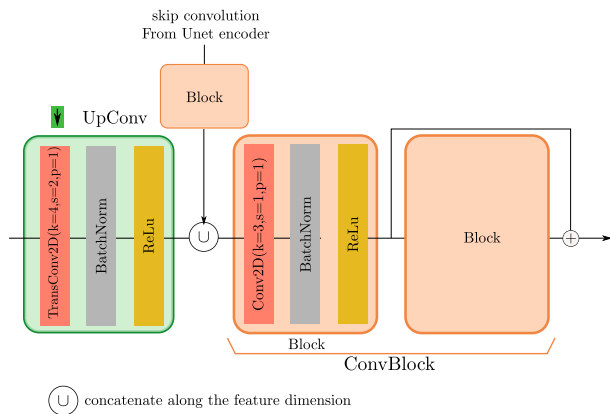 skip convolution
From Unet encoder
Block
UpConv
TransConv2D(k=4,s=2,p=1)
BatchNorm
ReLu
∪
Conv2D(k=3,s=1,p=1)
BatchNorm
ReLu
Block
Block
+
ConvBlock
∪ concatenate along the feature dimension